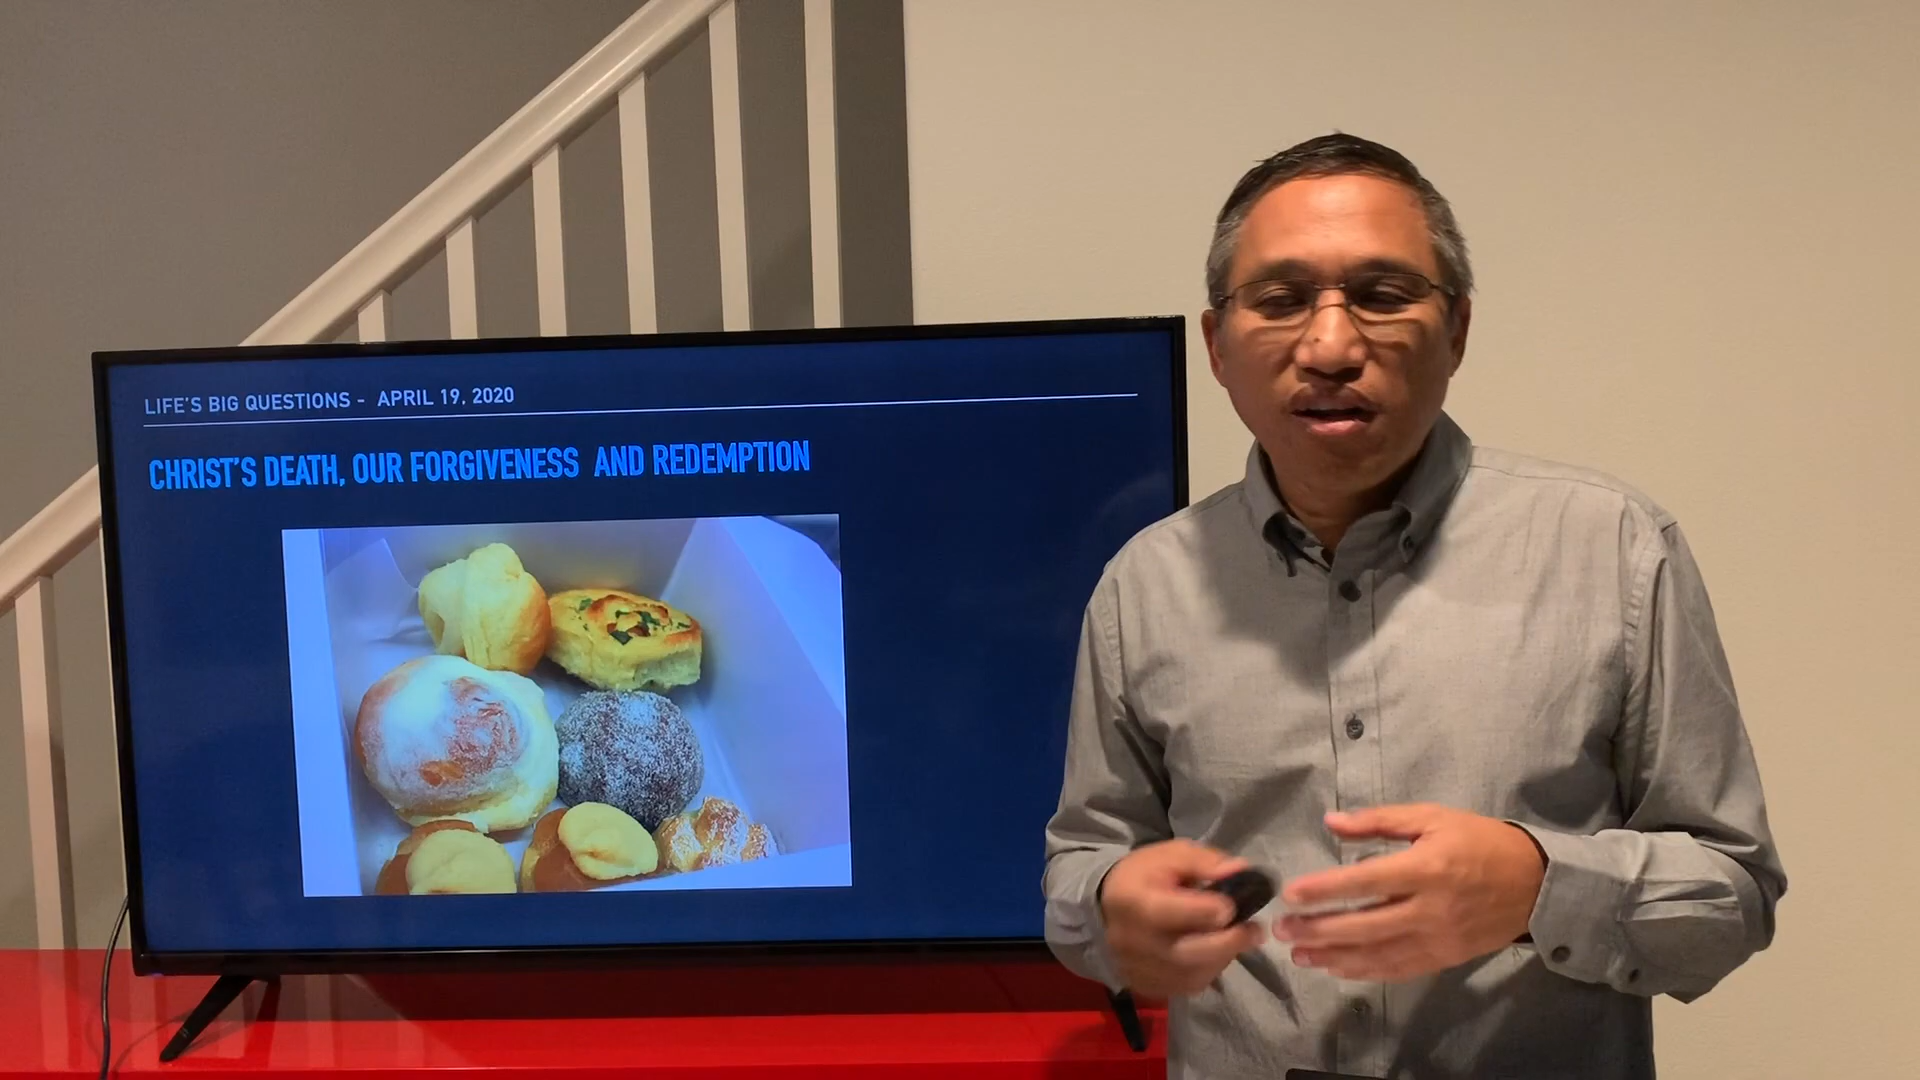 LIFE'S BIG QUESTIONS - APRIL 19, 2020
CHRIST'S DEATH, OUR FORGIVENESS AND REDEMPTION